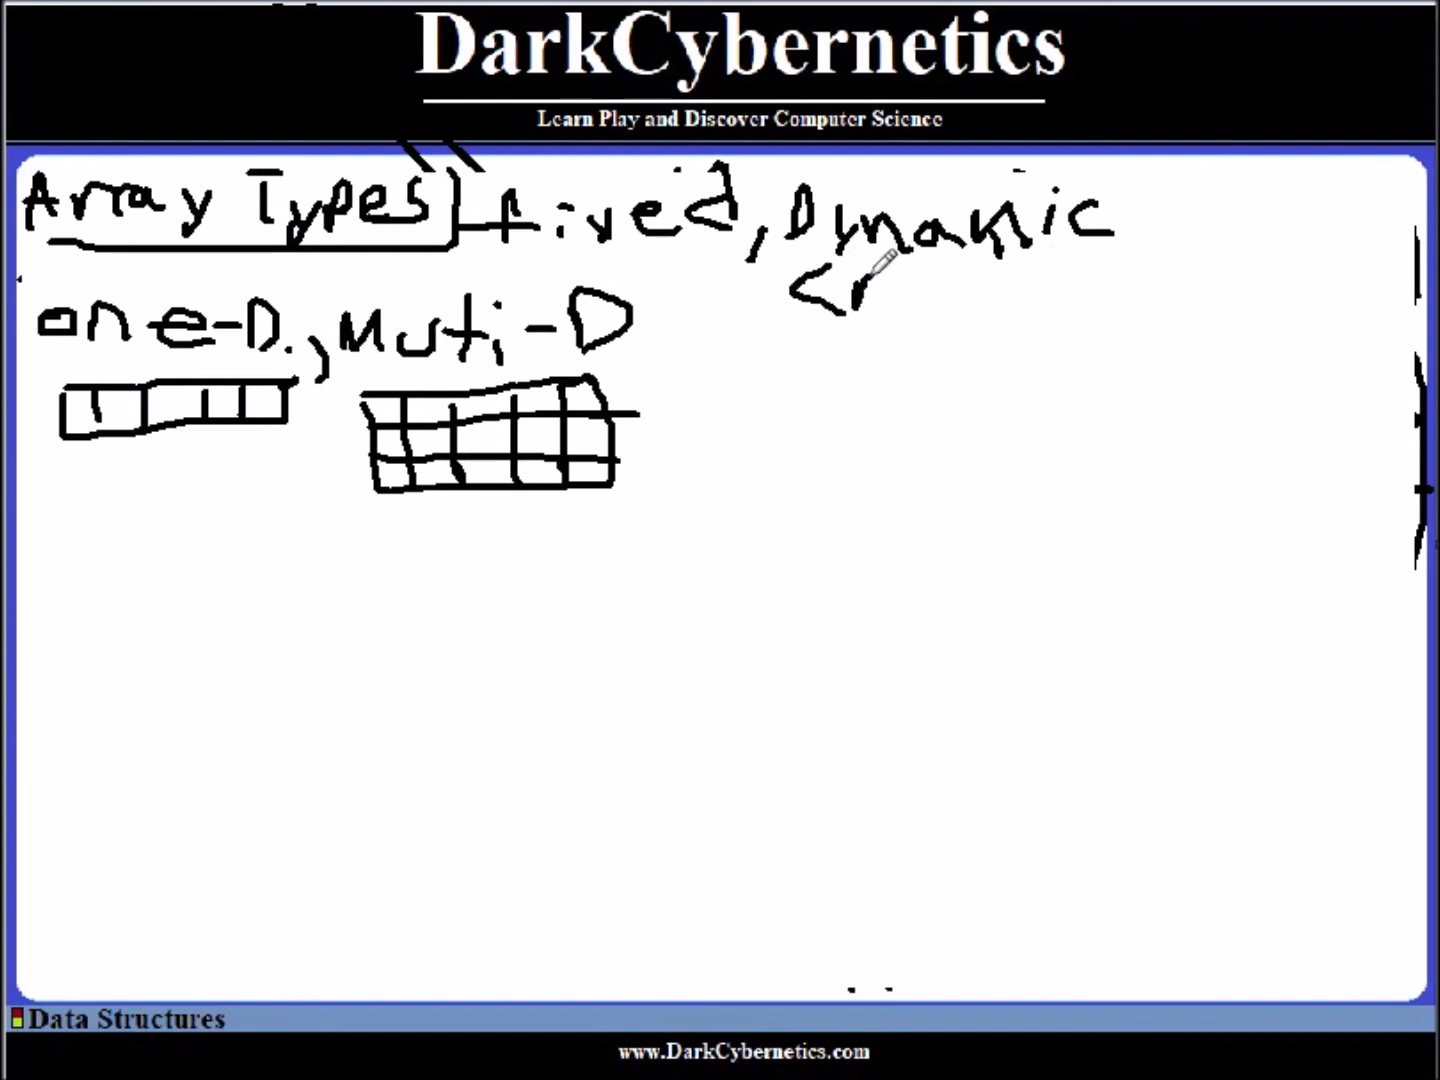 DarkCybernetics
Learn Play and Discover Computer Science
Array Types fixed, Dynamic
one-D., Muti-D
Data Structures
www.DarkCybernetics.com